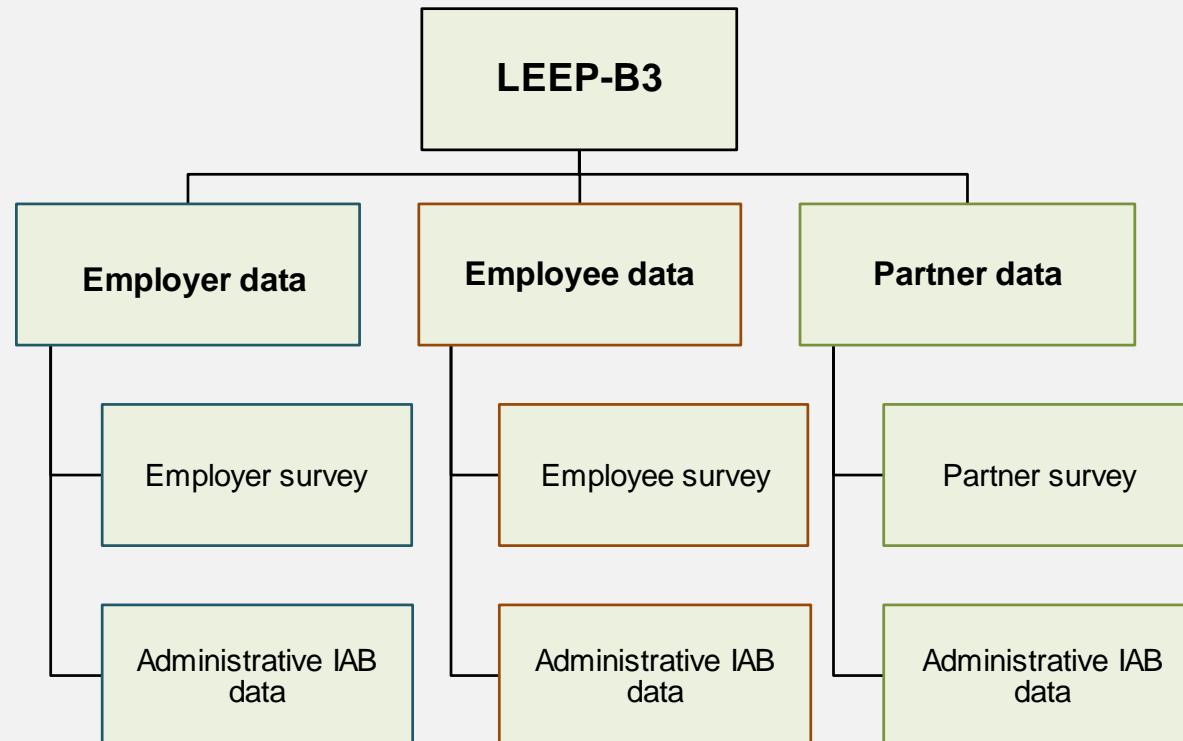 LEEP-B3
Employer data
Employee data
Partner data
Employer survey
Employee survey
Partner survey
Administrative IAB
data
Administrative IAB
data
Administrative IAB
data